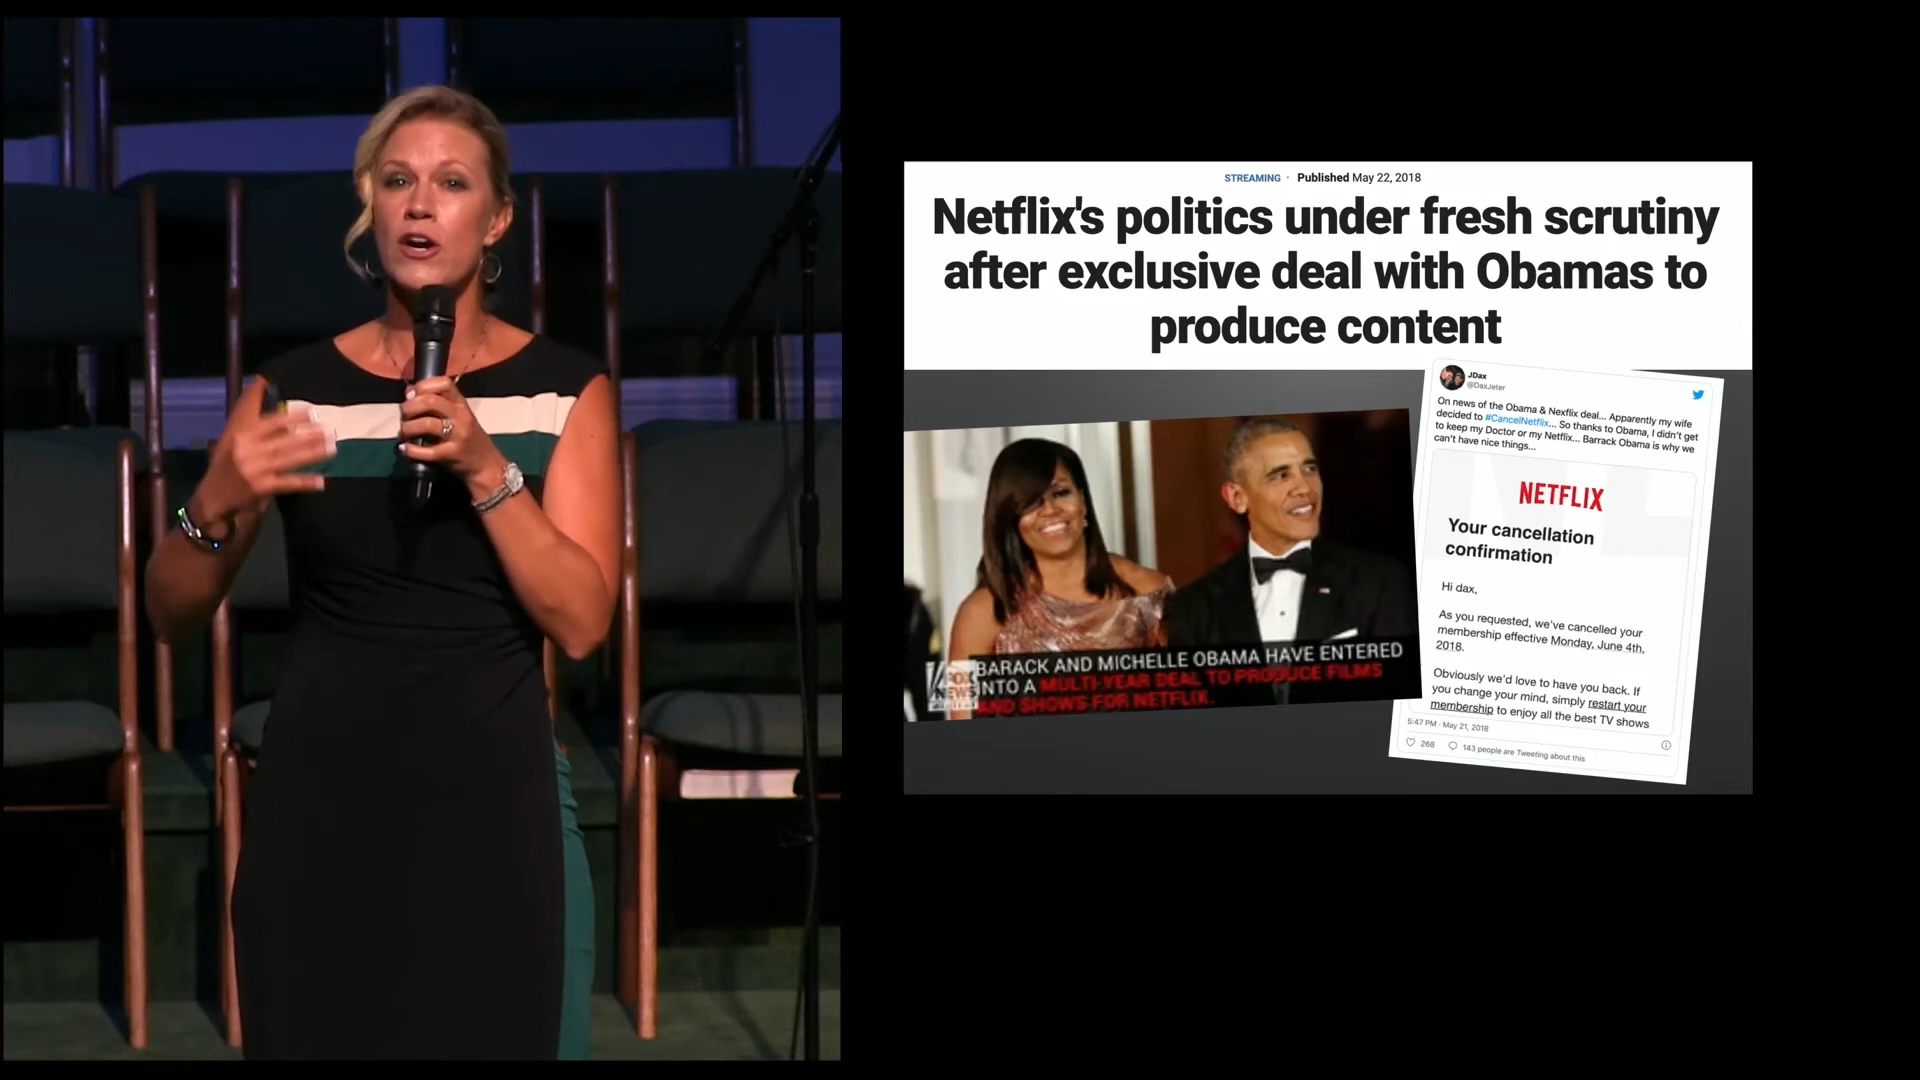 STREAMING · Published May 22, 2018
Netflix's politics under fresh scrutiny
after exclusive deal with Obamas to
produce content
JDax
@DaxJeter
On news of the Obama & Nexflix deal... Apparently my wife
decided to #CancelNetflix... So thanks to Obama, I didn't get
to keep my Doctor or my Netflix... Barrack Obama is why we
can't have nice things...
NETFLIX
Your cancellation
confirmation
Hi dax,
As you requested, we've cancelled your
membership effective Monday, June 4th,
2018.
Obviously we'd love to have you back. If
you change your mind, simply restart your
membership to enjoy all the best TV shows
5:47 PM · May 21, 2018
268 143 people are Tweeting about this
BARACK AND MICHELLE OBAMA HAVE ENTERED
INTO A MULTI-YEAR DEAL TO PRODUCE FILMS
AND SHOWS FOR NETFLIX.
FOX
NEWS